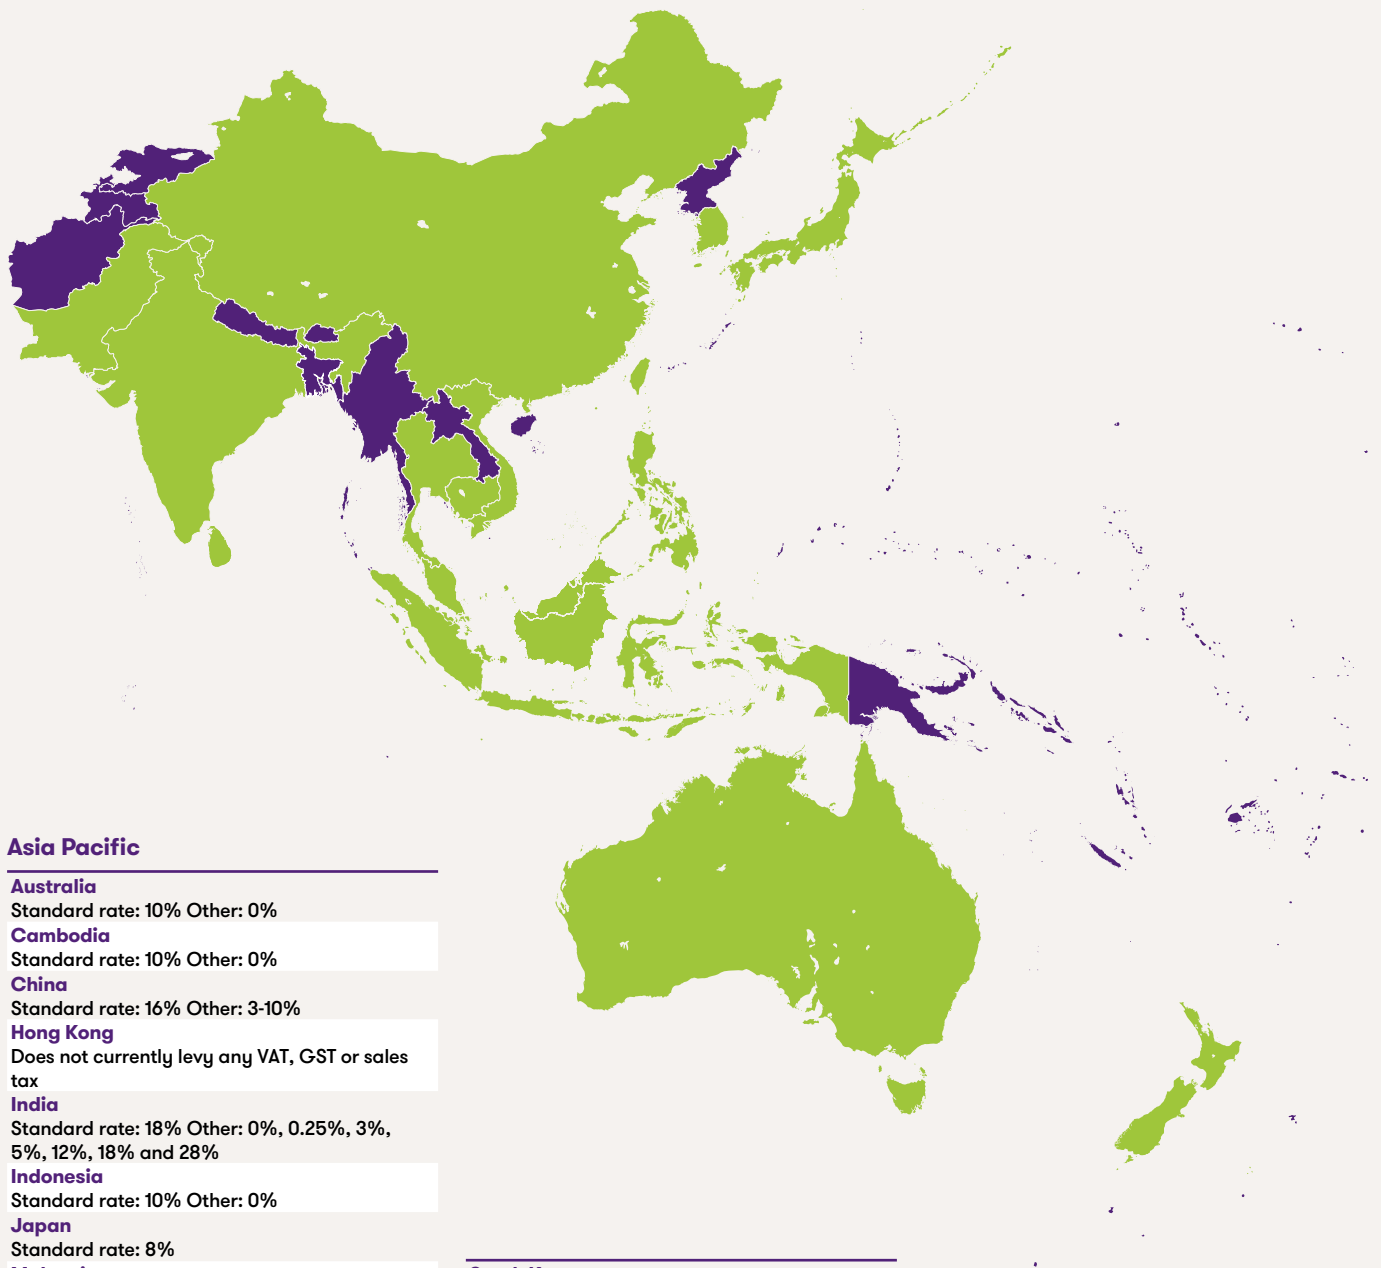 Asia Pacific
Australia
Standard rate: 10% Other: 0%
Cambodia
Standard rate: 10% Other: 0%
China
Standard rate: 16% Other: 3-10%
Hong Kong
Does not currently levy any VAT, GST or sales
tax
India
Standard rate: 18% Other: 0%, 0.25%, 3%,
5%, 12%, 18% and 28%
Indonesia
Standard rate: 10% Other: 0%
Japan
Standard rate: 8%